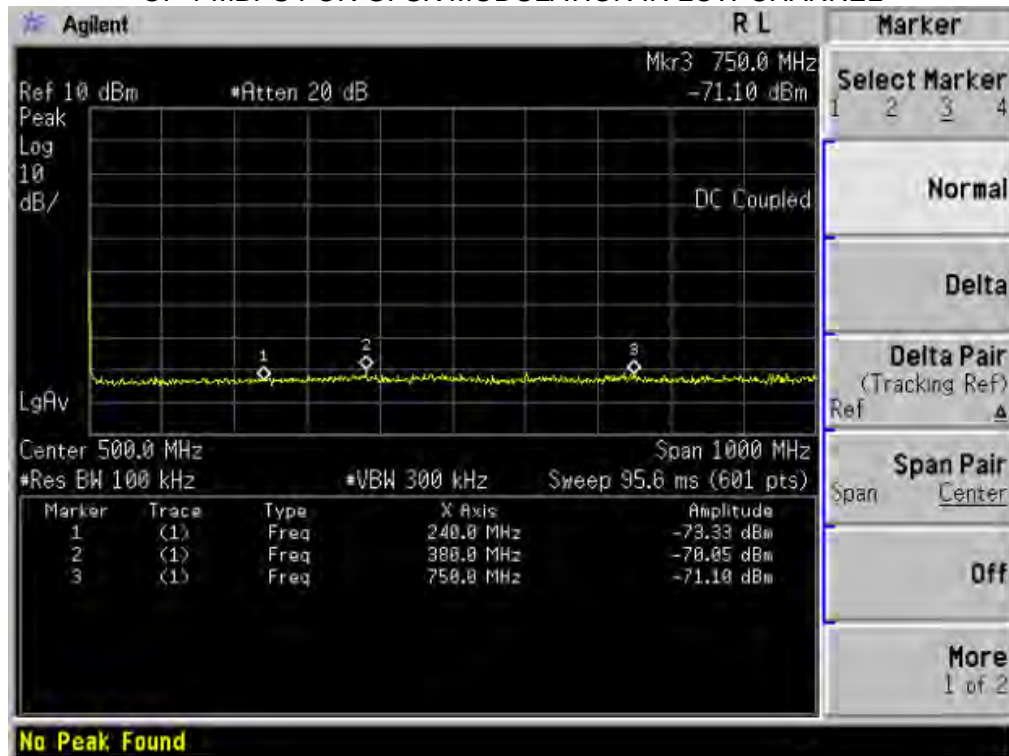 Agilent R L Marker
Mkr3 750.0 MHz
Ref 10 dBm #Atten 20 dB -71.10 dBm
Select Marker
1 2 3 4
Peak
Log
10
dB/
DC Coupled
Normal
Delta
1 2 3
Delta Pair
(Tracking Ref)
Ref Δ
LgAv
Center 500.0 MHz Span 1000 MHz
#Res BW 100 kHz #VBW 300 kHz Sweep 95.6 ms (601 pts)
Span Pair
Span Center
Marker Trace Type X Axis Amplitude
1 (1) Freq 240.0 MHz -73.33 dBm
2 (1) Freq 380.0 MHz -70.05 dBm
3 (1) Freq 750.0 MHz -71.10 dBm
Off
More
1 of 2
No Peak Found